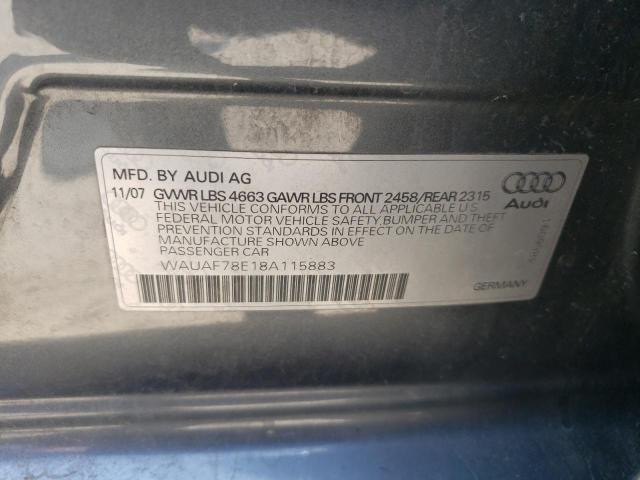 MFD. BY AUDI AG
11/07 GVWR LBS 4663 GAWR LBS FRONT 2458/REAR 2315
THIS VEHICLE CONFORMS TO ALL APPLICABLE U.S.
FEDERAL MOTOR VEHICLE SAFETY,BUMPER AND THEFT
PREVENTION STANDARDS IN EFFECT ON THE DATE OF
MANUFACTURE SHOWN ABOVE
PASSENGER CAR
WAUAF78E18A115883
Audi
GERMANY